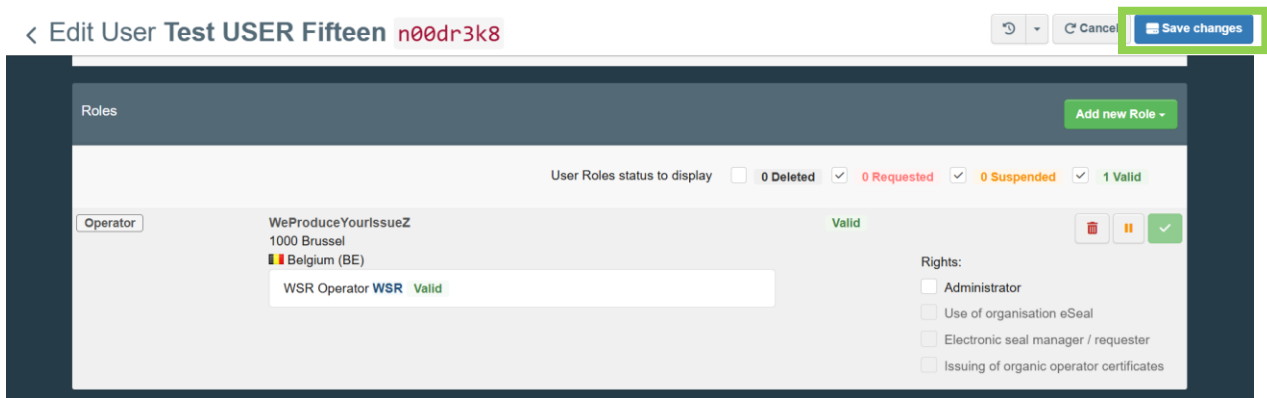 Edit User Test USER Fifteen n00dr3k8
Cancel
Save changes
Roles
Add new Role
User Roles status to display 0 Deleted 0 Requested 0 Suspended 1 Valid
Operator
WeProduceYourIssueZ
Valid
1000 Brussel
Belgium (BE)
WSR Operator WSR Valid
Rights:
Administrator
Use of organisation eSeal
Electronic seal manager / requester
Issuing of organic operator certificates